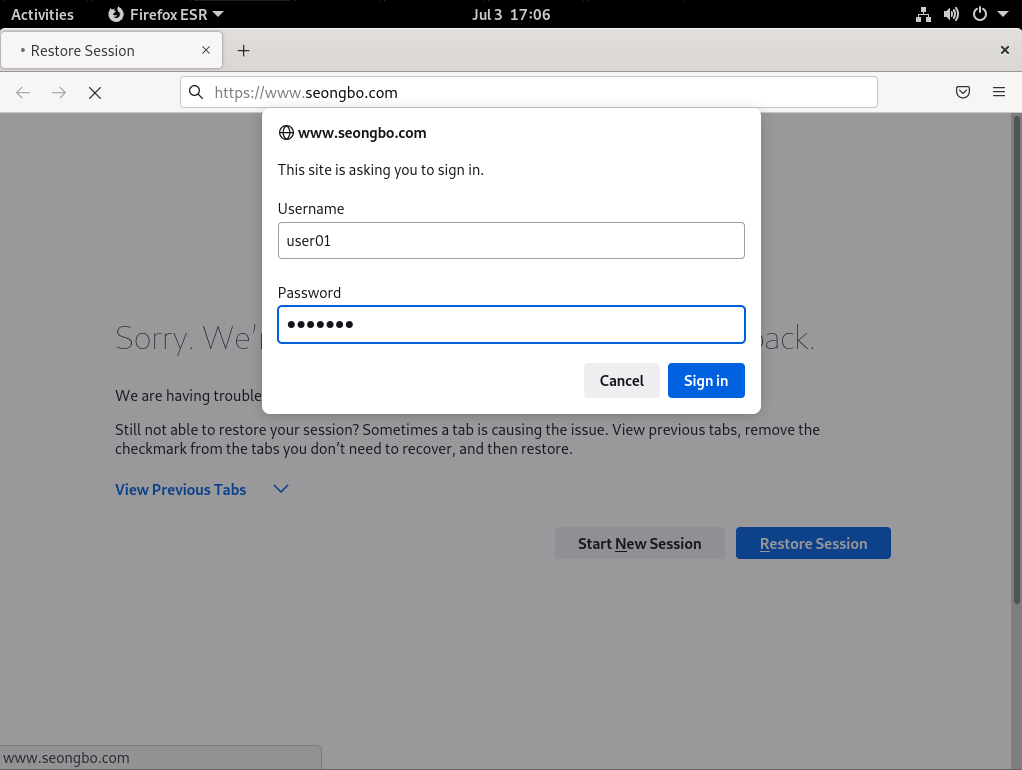 Activities Firefox ESR Jul 3 17:06
Restore Session
https://www.seongbo.com
www.seongbo.com
This site is asking you to sign in.
Username
user01
Password
•••••••
Cancel Sign in
Sorry. We’ ack.
We are having trouble
Still not able to restore your session? Sometimes a tab is causing the issue. View previous tabs, remove the
checkmark from the tabs you don’t need to recover, and then restore.
View Previous Tabs
Start New Session Restore Session
www.seongbo.com